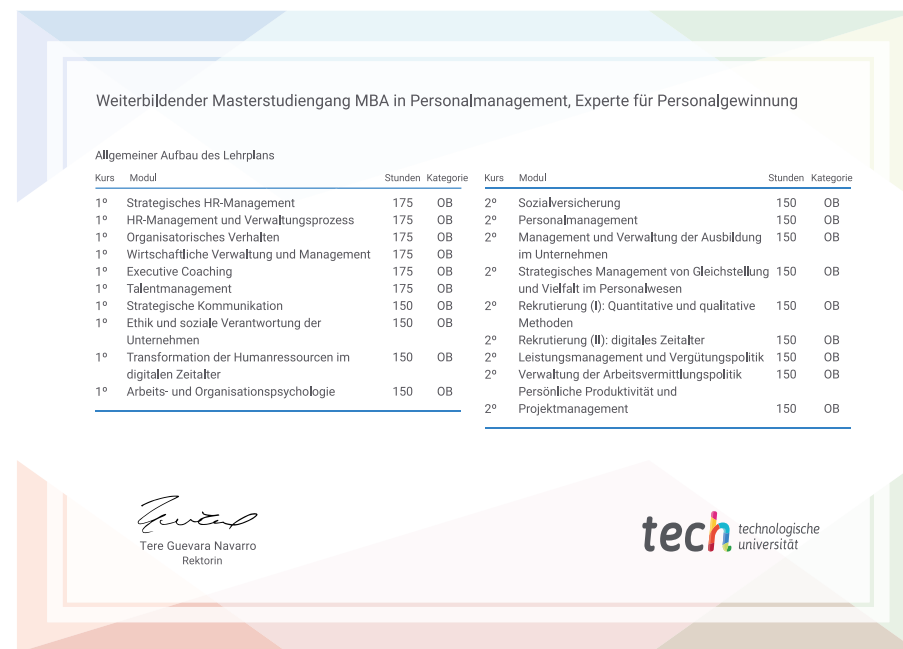 Weiterbildender Masterstudiengang MBA in Personalmanagement, Experte für Personalgewinnung
Allgemeiner Aufbau des Lehrplans
Kurs Modul Stunden Kategorie
1º Strategisches HR-Management 175 OB
1º HR-Management und Verwaltungsprozess 175 OB
1º Organisatorisches Verhalten 175 OB
1º Wirtschaftliche Verwaltung und Management 175 OB
1º Executive Coaching 175 OB
1º Talentmanagement 175 OB
1º Strategische Kommunikation 150 OB
1º Ethik und soziale Verantwortung der 150 OB
Unternehmen
1º Transformation der Humanressourcen im 150 OB
digitalen Zeitalter
1º Arbeits- und Organisationspsychologie 150 OB
Kurs Modul Stunden Kategorie
2º Sozialversicherung 150 OB
2º Personalmanagement 150 OB
2º Management und Verwaltung der Ausbildung 150 OB
im Unternehmen
2º Strategisches Management von Gleichstellung 150 OB
und Vielfalt im Personalwesen
2º Rekrutierung (I): Quantitative und qualitative 150 OB
Methoden
2º Rekrutierung (II): digitales Zeitalter 150 OB
2º Leistungsmanagement und Vergütungspolitik 150 OB
2º Verwaltung der Arbeitsvermittlungspolitik 150 OB
Persönliche Produktivität und
2º Projektmanagement 150 OB
Tere Guevara Navarro
Rektorin
tech technologische
universität